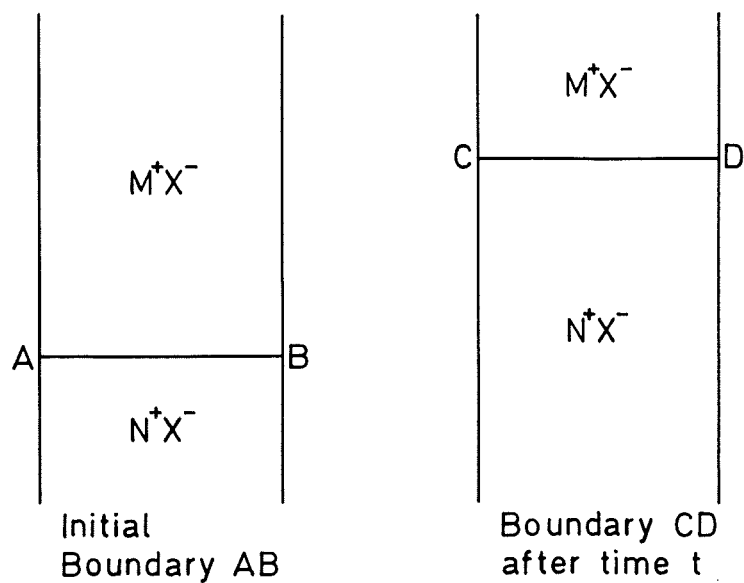 M⁺X⁻
A
B
N⁺X⁻
Initial
Boundary AB
M⁺X⁻
C
D
N⁺X⁻
Boundary CD
after time t